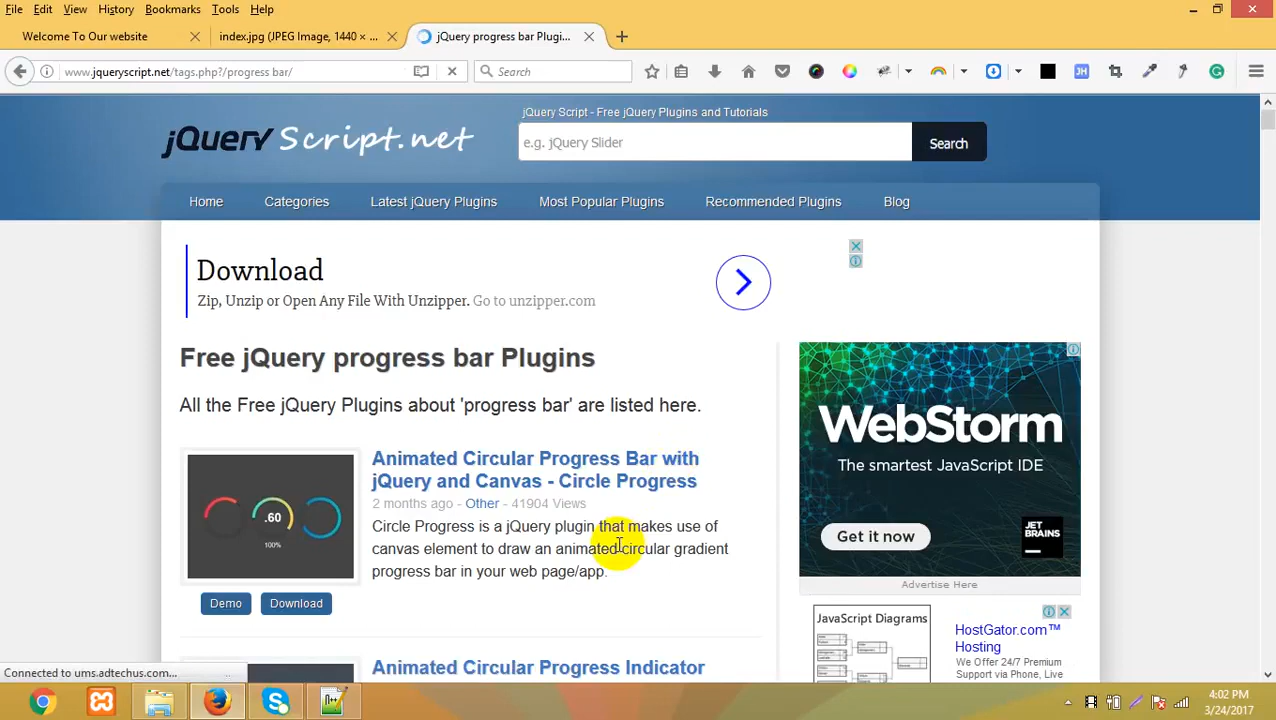 File Edit View History Bookmarks Tools Help
Welcome To Our website
index.jpg (JPEG Image, 1440 × ...
jQuery progress bar Plugi...
www.jqueryscript.net/tags.php?/progress bar/
Search
jQuery Script.net
jQuery Script - Free jQuery Plugins and Tutorials
e.g. jQuery Slider
Search
Home Categories Latest jQuery Plugins Most Popular Plugins Recommended Plugins Blog
Download
Zip, Unzip or Open Any File With Unzipper. Go to unzipper.com
Free jQuery progress bar Plugins
All the Free jQuery Plugins about 'progress bar' are listed here.
.60
100%
Demo Download
Animated Circular Progress Bar with
jQuery and Canvas - Circle Progress
2 months ago - Other - 41904 Views
Circle Progress is a jQuery plugin that makes use of
canvas element to draw an animated circular gradient
progress bar in your web page/app.
Animated Circular Progress Indicator
WebStorm
The smartest JavaScript IDE
Get it now
JET
BRAINS
Advertise Here
JavaScript Diagrams
HostGator.com™
Hosting
We Offer 24/7 Premium
Support via Phone, Live
Connected to ums.adtechus.com...
4:02 PM
3/24/2017